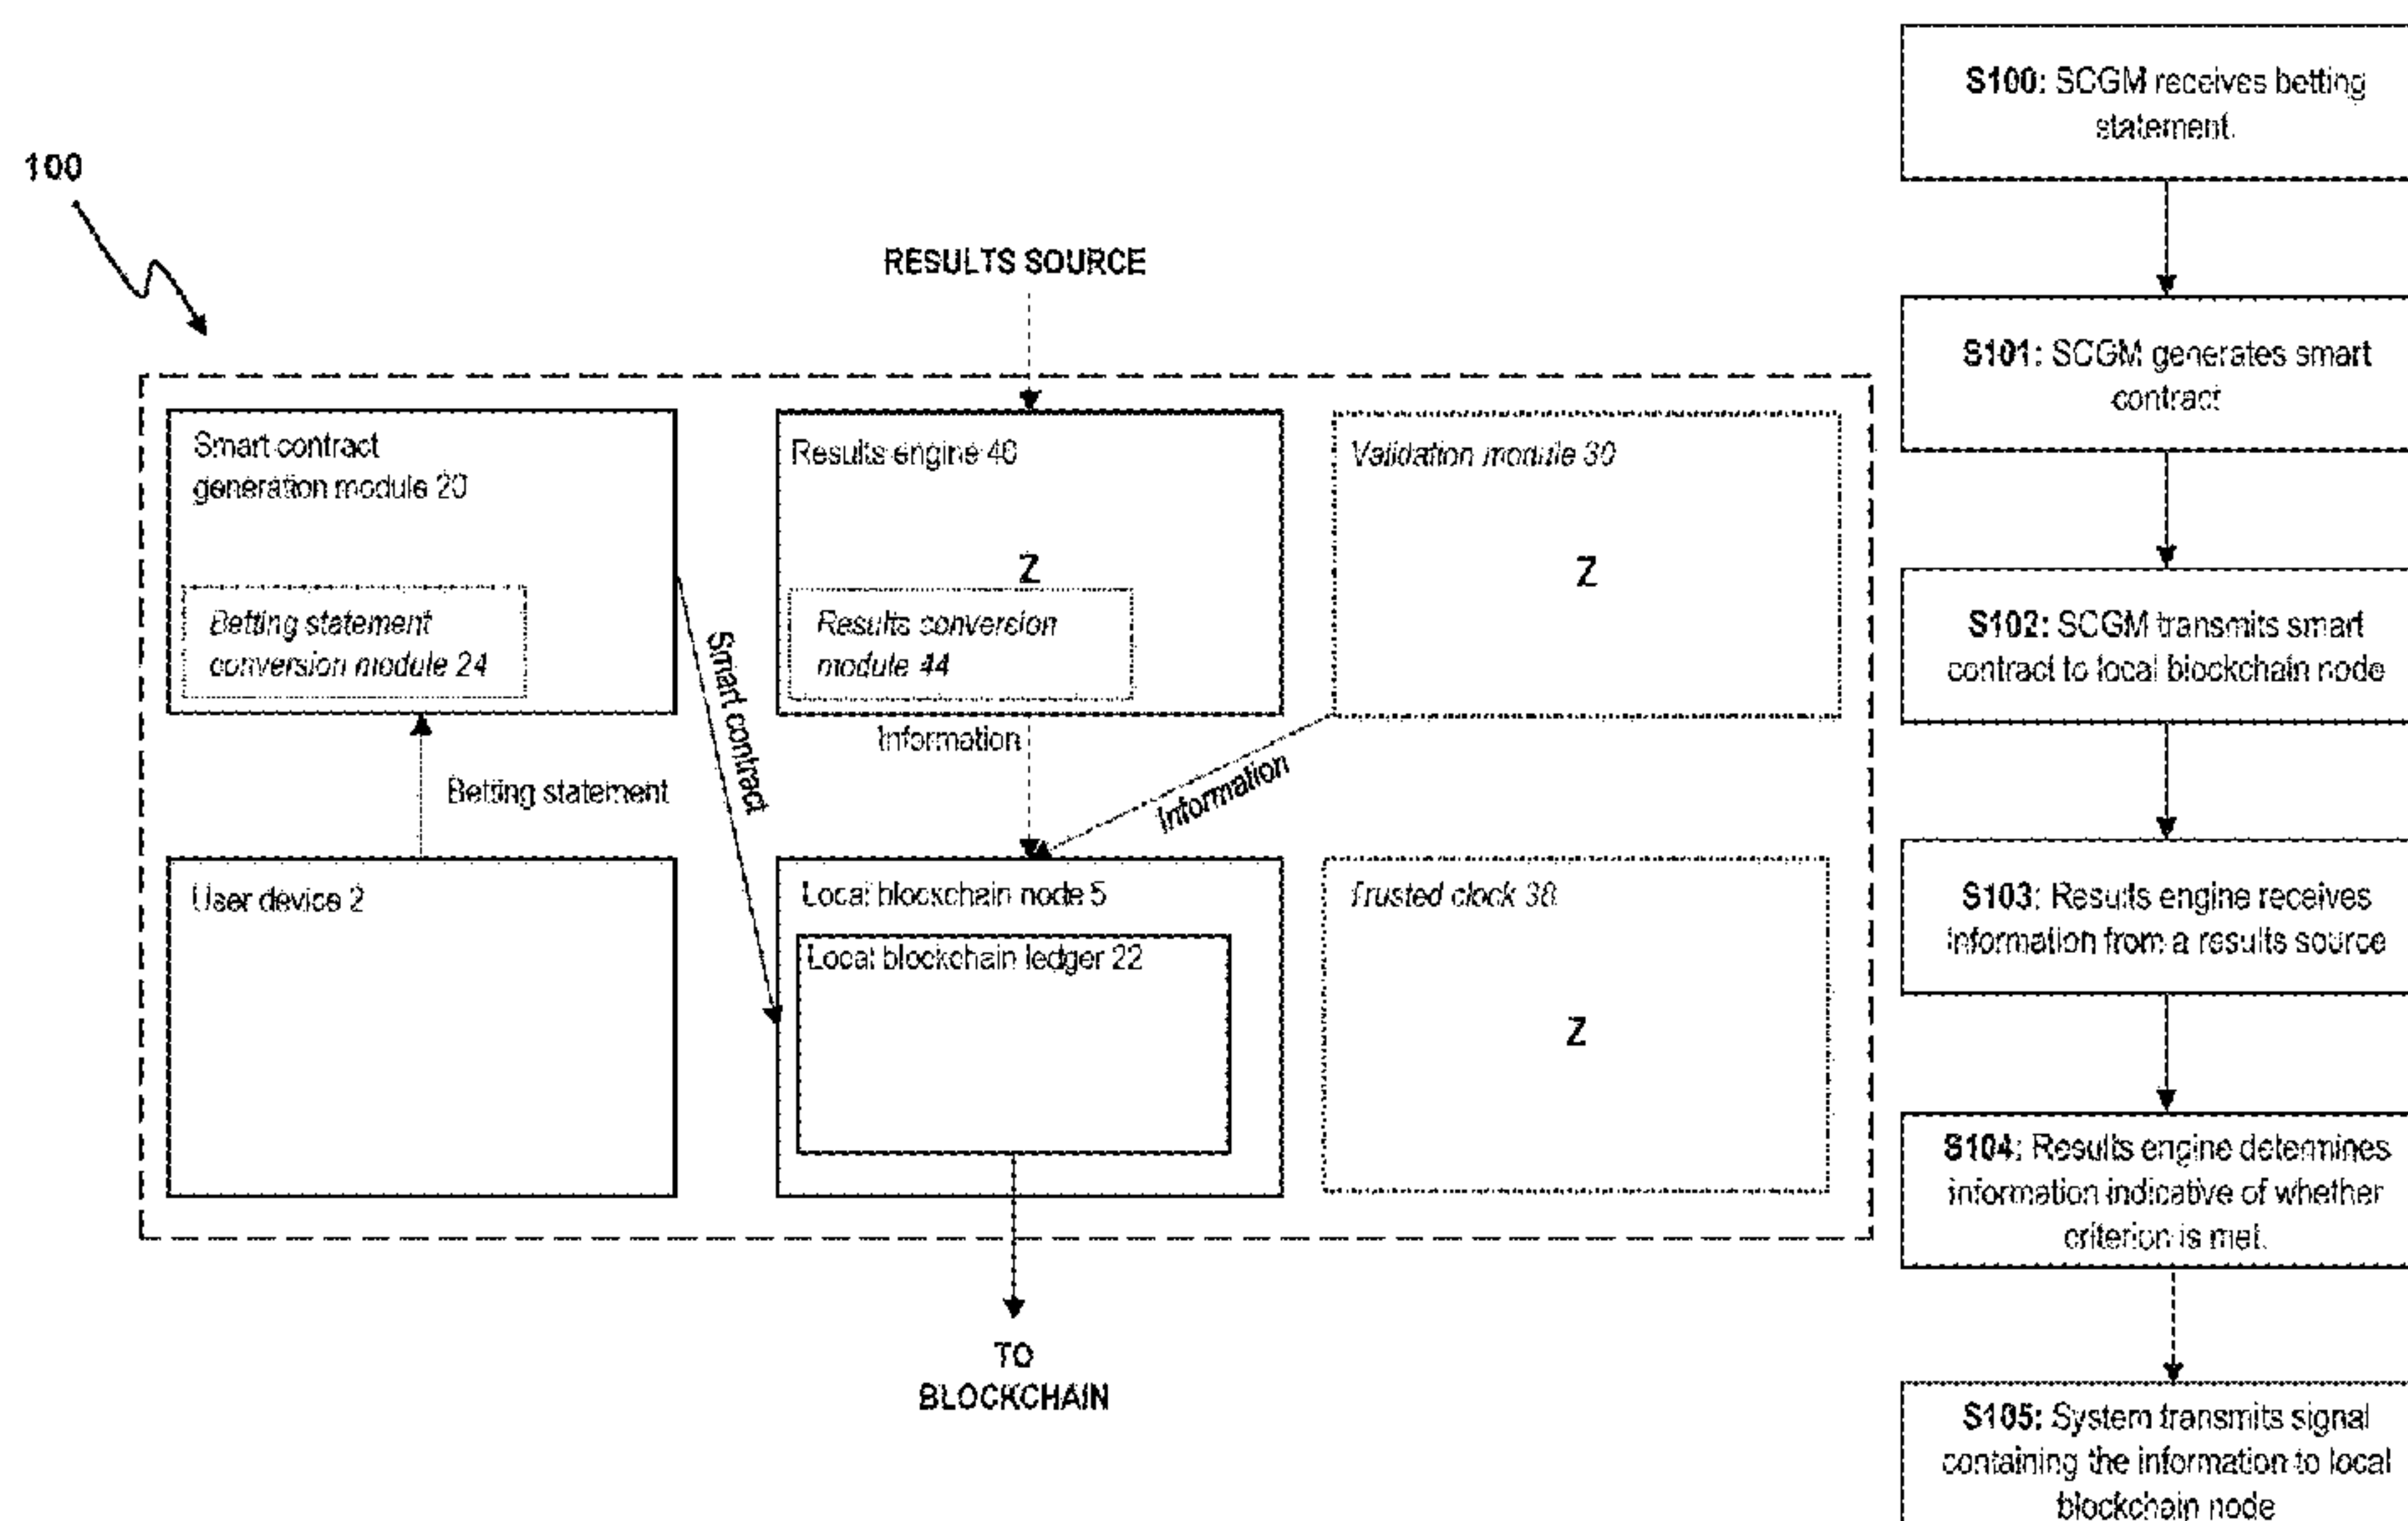 100
RESULTS SOURCE
Smart contract
generation module 20
Betting statement
conversion module 24
Results engine 40
Z
Results conversion
module 44
Validation module 30
Z
Smart contract
Information
Information
Betting statement
User device 2
Local blockchain node 5
Local blockchain ledger 22
Trusted clock 38
Z
TO
BLOCKCHAIN
S100: SCGM receives betting
statement.
S101: SCGM generates smart
contract
S102: SCGM transmits smart
contract to local blockchain node
S103: Results engine receives
information from a results source
S104: Results engine determines
information indicative of whether
criterion is met.
S105: System transmits signal
containing the information to local
blockchain node